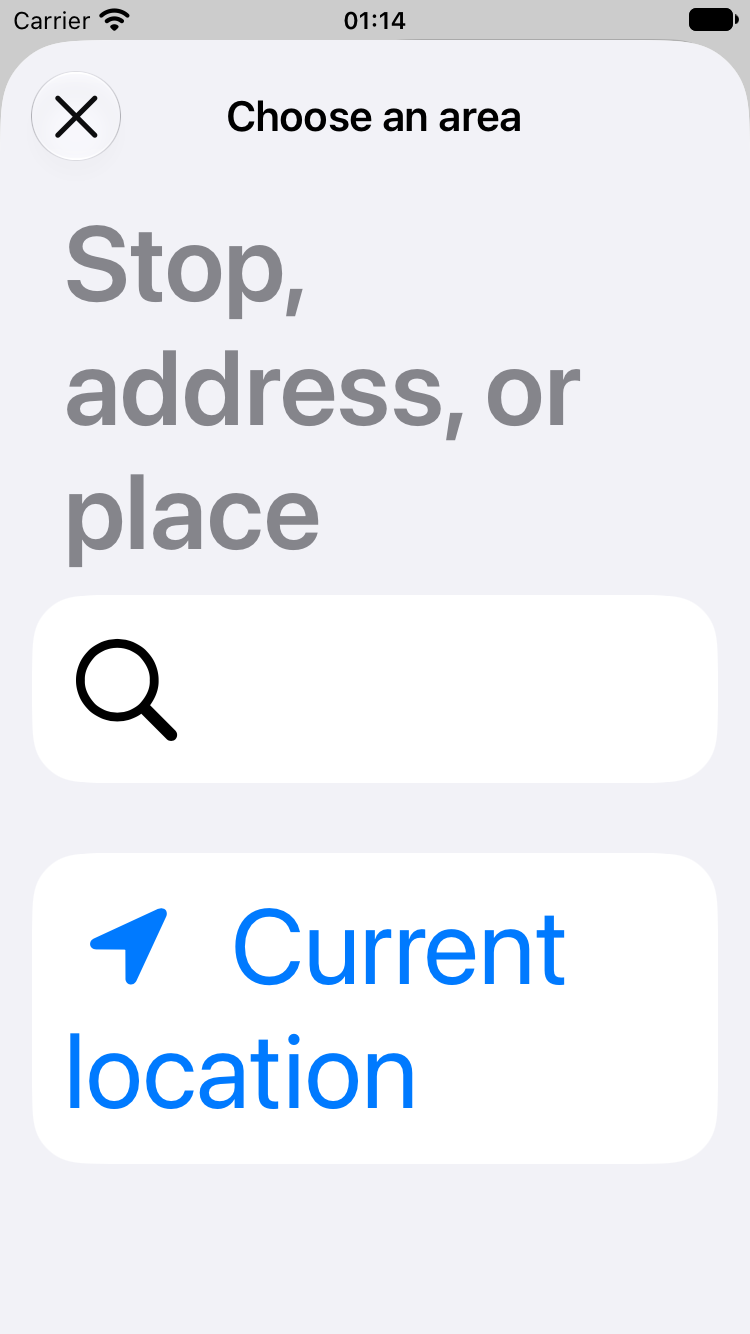 Carrier
01:14
Choose an area
Stop,
address, or
place
Current
location